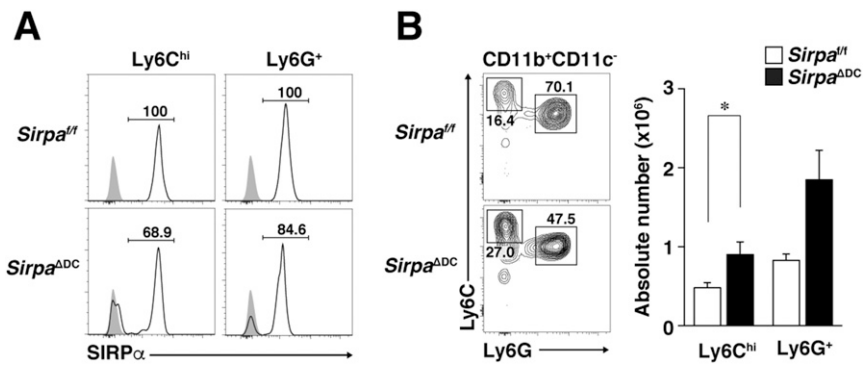 A
Ly6Chi
Ly6G+
Sirpaf/f
100
100
SirpaΔDC
68.9
84.6
SIRPα
B
CD11b+CD11c-
Sirpaf/f
70.1
16.4
SirpaΔDC
47.5
27.0
Ly6C
Ly6G
Sirpaf/f
SirpaΔDC
Absolute number (x10⁶)
3
2
1
0
*
Ly6Chi
Ly6G+